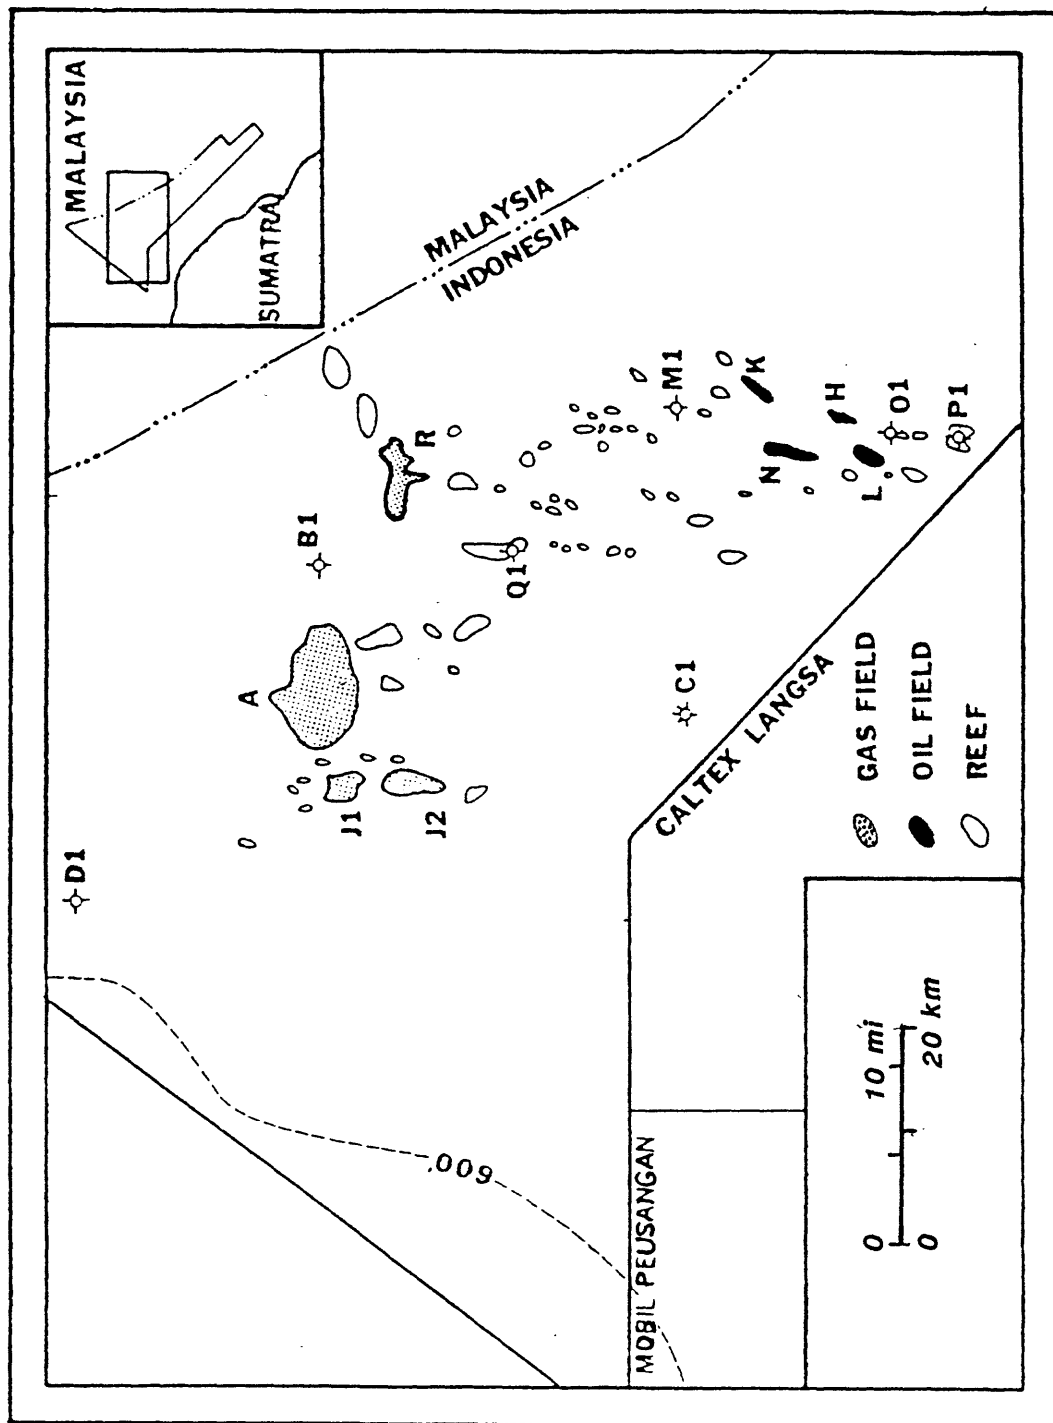 MALAYSIA
SUMATRA
MALAYSIA
INDONESIA
D1
A
B1
R
J1
J2
Q1
M1
K
C1
N
H
L
O1
P1
600'
MOBIL PEUSANGAN
CALTEX LANGSA
GAS FIELD
OIL FIELD
REEF
0 10 mi
0 20 km